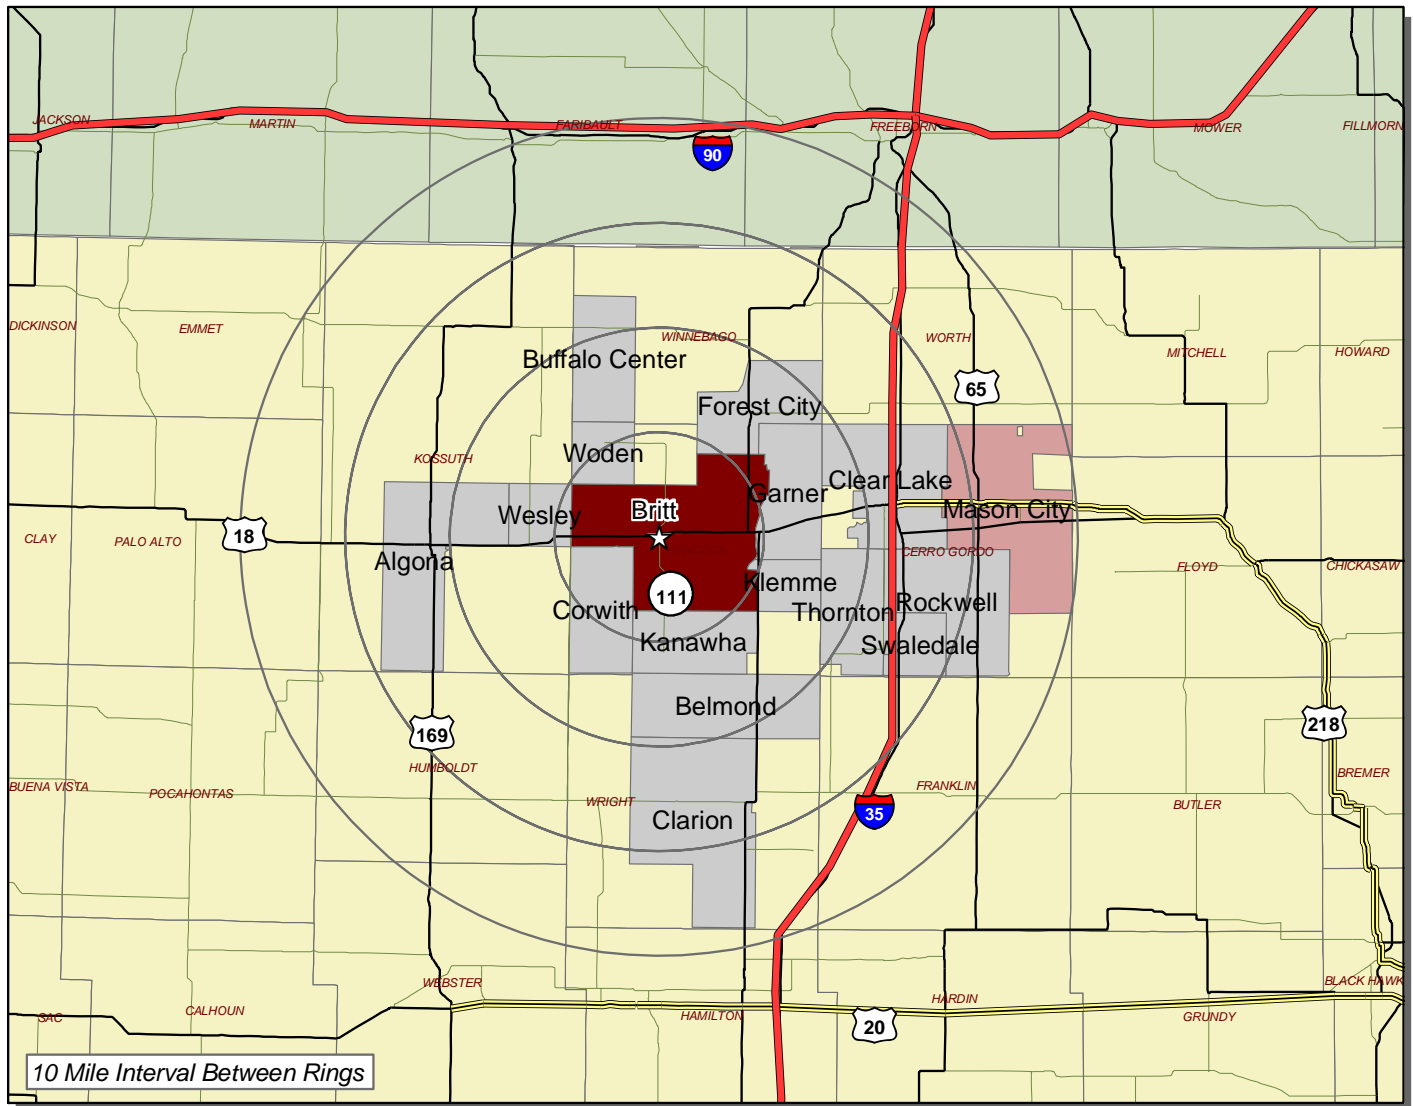 JACKSON
MARTIN
FARIBAULT
FREEBORN
MOWER
FILLMORN
90
DICKINSON
EMMET
WINNEBAGO
WORTH
MITCHELL
HOWARD
Buffalo Center
65
Forest City
KOSSUTH
Woden
Clear Lake
Garner
Wesley
Britt
Mason City
18
CLAY
PALO ALTO
Algona
CERRO GORDO
FLOYD
CHICKASAW
Klemme
111
Corwith
Thornton
Rockwell
Kanawha
Swaledale
Belmond
169
218
HUMBOLDT
BUENA VISTA
POCAHONTAS
WRIGHT
FRANKLIN
BREMER
BUTLER
Clarion
35
WEBSTER
HARDIN
BLACK HAWK
SAC
CALHOUN
HAMILTON
20
GRUNDY
10 Mile Interval Between Rings